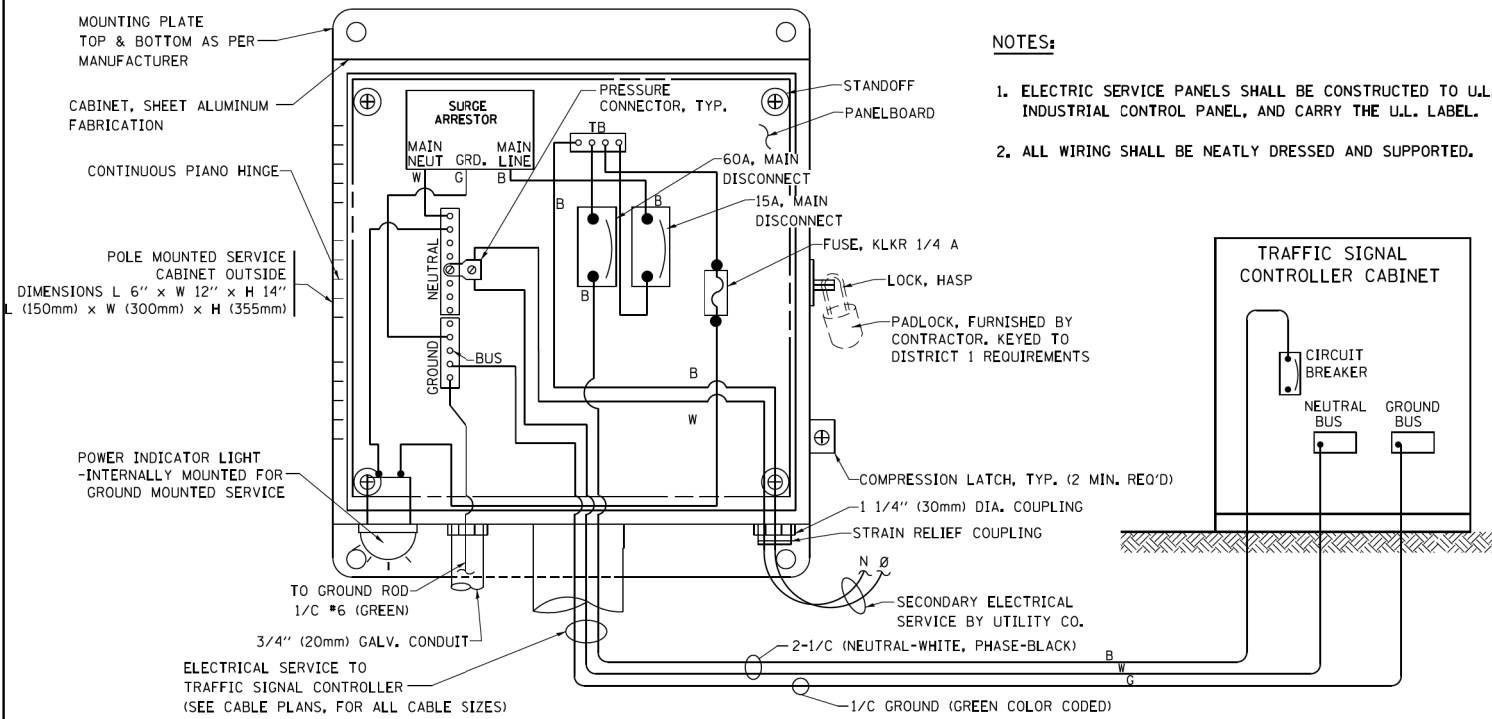 MOUNTING PLATE
TOP & BOTTOM AS PER
MANUFACTURER
CABINET, SHEET ALUMINUM
FABRICATION
CONTINUOUS PIANO HINGE
POLE MOUNTED SERVICE
CABINET OUTSIDE
DIMENSIONS L 6'' x W 12'' x H 14''
L (150mm) x W (300mm) x H (355mm)
POWER INDICATOR LIGHT
-INTERNALLY MOUNTED FOR
GROUND MOUNTED SERVICE
SURGE
ARRESTOR
MAIN
NEUT
GRD.
MAIN
LINE
W
G
B
PRESSURE
CONNECTOR, TYP.
TB
STANDOFF
PANELBOARD
60A, MAIN
DISCONNECT
15A, MAIN
DISCONNECT
B
B
B
FUSE, KLKR 1/4 A
LOCK, HASP
PADLOCK, FURNISHED BY
CONTRACTOR. KEYED TO
DISTRICT 1 REQUIREMENTS
NEUTRAL
GROUND
BUS
B
W
COMPRESSION LATCH, TYP. (2 MIN. REQ'D)
1 1/4'' (30mm) DIA. COUPLING
STRAIN RELIEF COUPLING
N Ø
SECONDARY ELECTRICAL
SERVICE BY UTILITY CO.
TO GROUND ROD
1/C #6 (GREEN)
3/4'' (20mm) GALV. CONDUIT
ELECTRICAL SERVICE TO
TRAFFIC SIGNAL CONTROLLER
(SEE CABLE PLANS, FOR ALL CABLE SIZES)
2-1/C (NEUTRAL-WHITE, PHASE-BLACK)
B
W
G
1/C GROUND (GREEN COLOR CODED)
NOTES:
1. ELECTRIC SERVICE PANELS SHALL BE CONSTRUCTED TO U.L
INDUSTRIAL CONTROL PANEL, AND CARRY THE U.L. LABEL.
2. ALL WIRING SHALL BE NEATLY DRESSED AND SUPPORTED.
TRAFFIC SIGNAL
CONTROLLER CABINET
CIRCUIT
BREAKER
NEUTRAL
BUS
GROUND
BUS